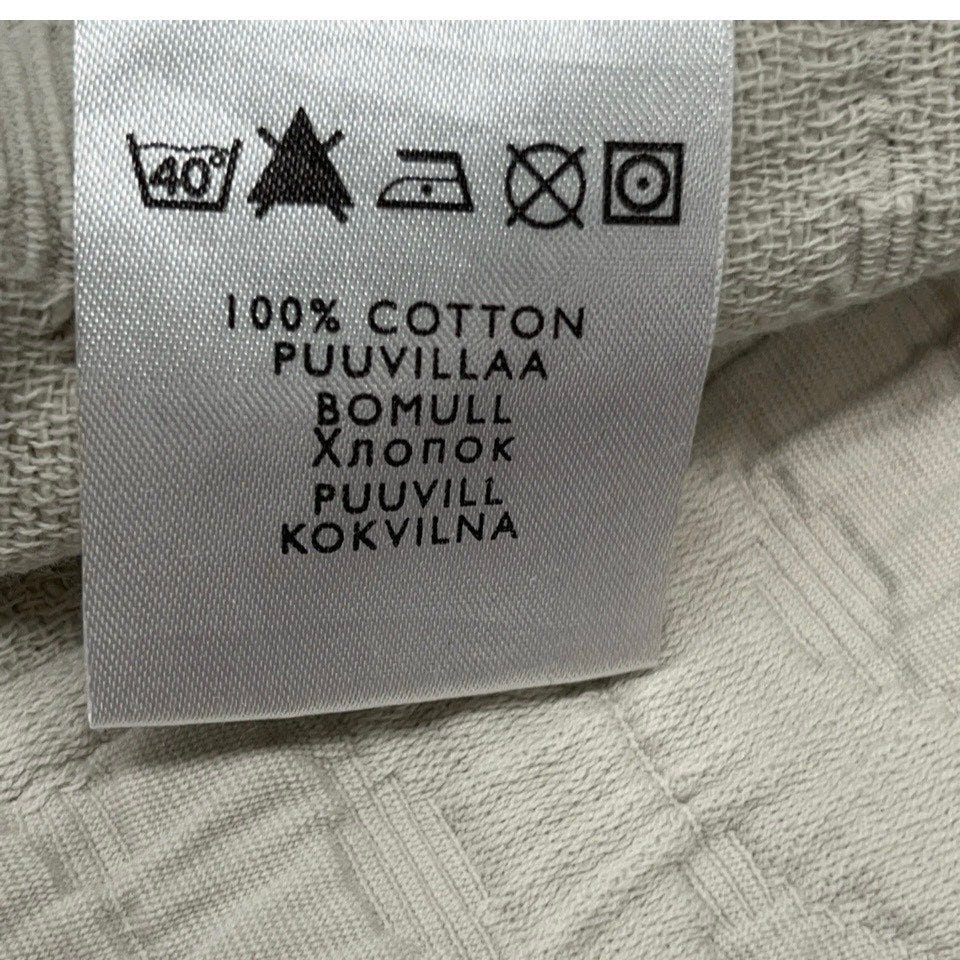 40°
100% COTTON
PUUVILLAA
BOMULL
Хлопок
PUUVILL
KOKVILNA